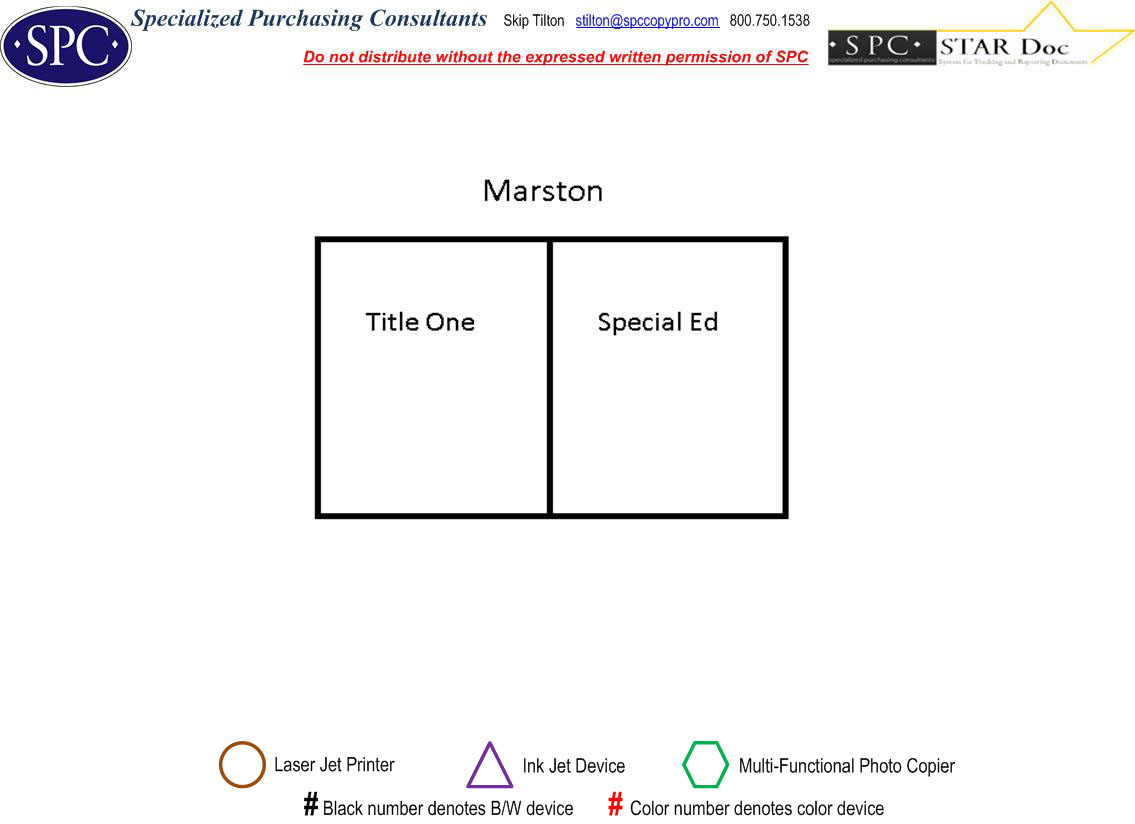 Specialized Purchasing Consultants Skip Tilton stilton@spccopypro.com 800.750.1538
·SPC·
Do not distribute without the expressed written permission of SPC
· S P C · STAR Doc
specialized purchasing consultants System for Tracking and Reporting Documents
Marston
Title One Special Ed
Laser Jet Printer Ink Jet Device Multi-Functional Photo Copier
# Black number denotes B/W device # Color number denotes color device